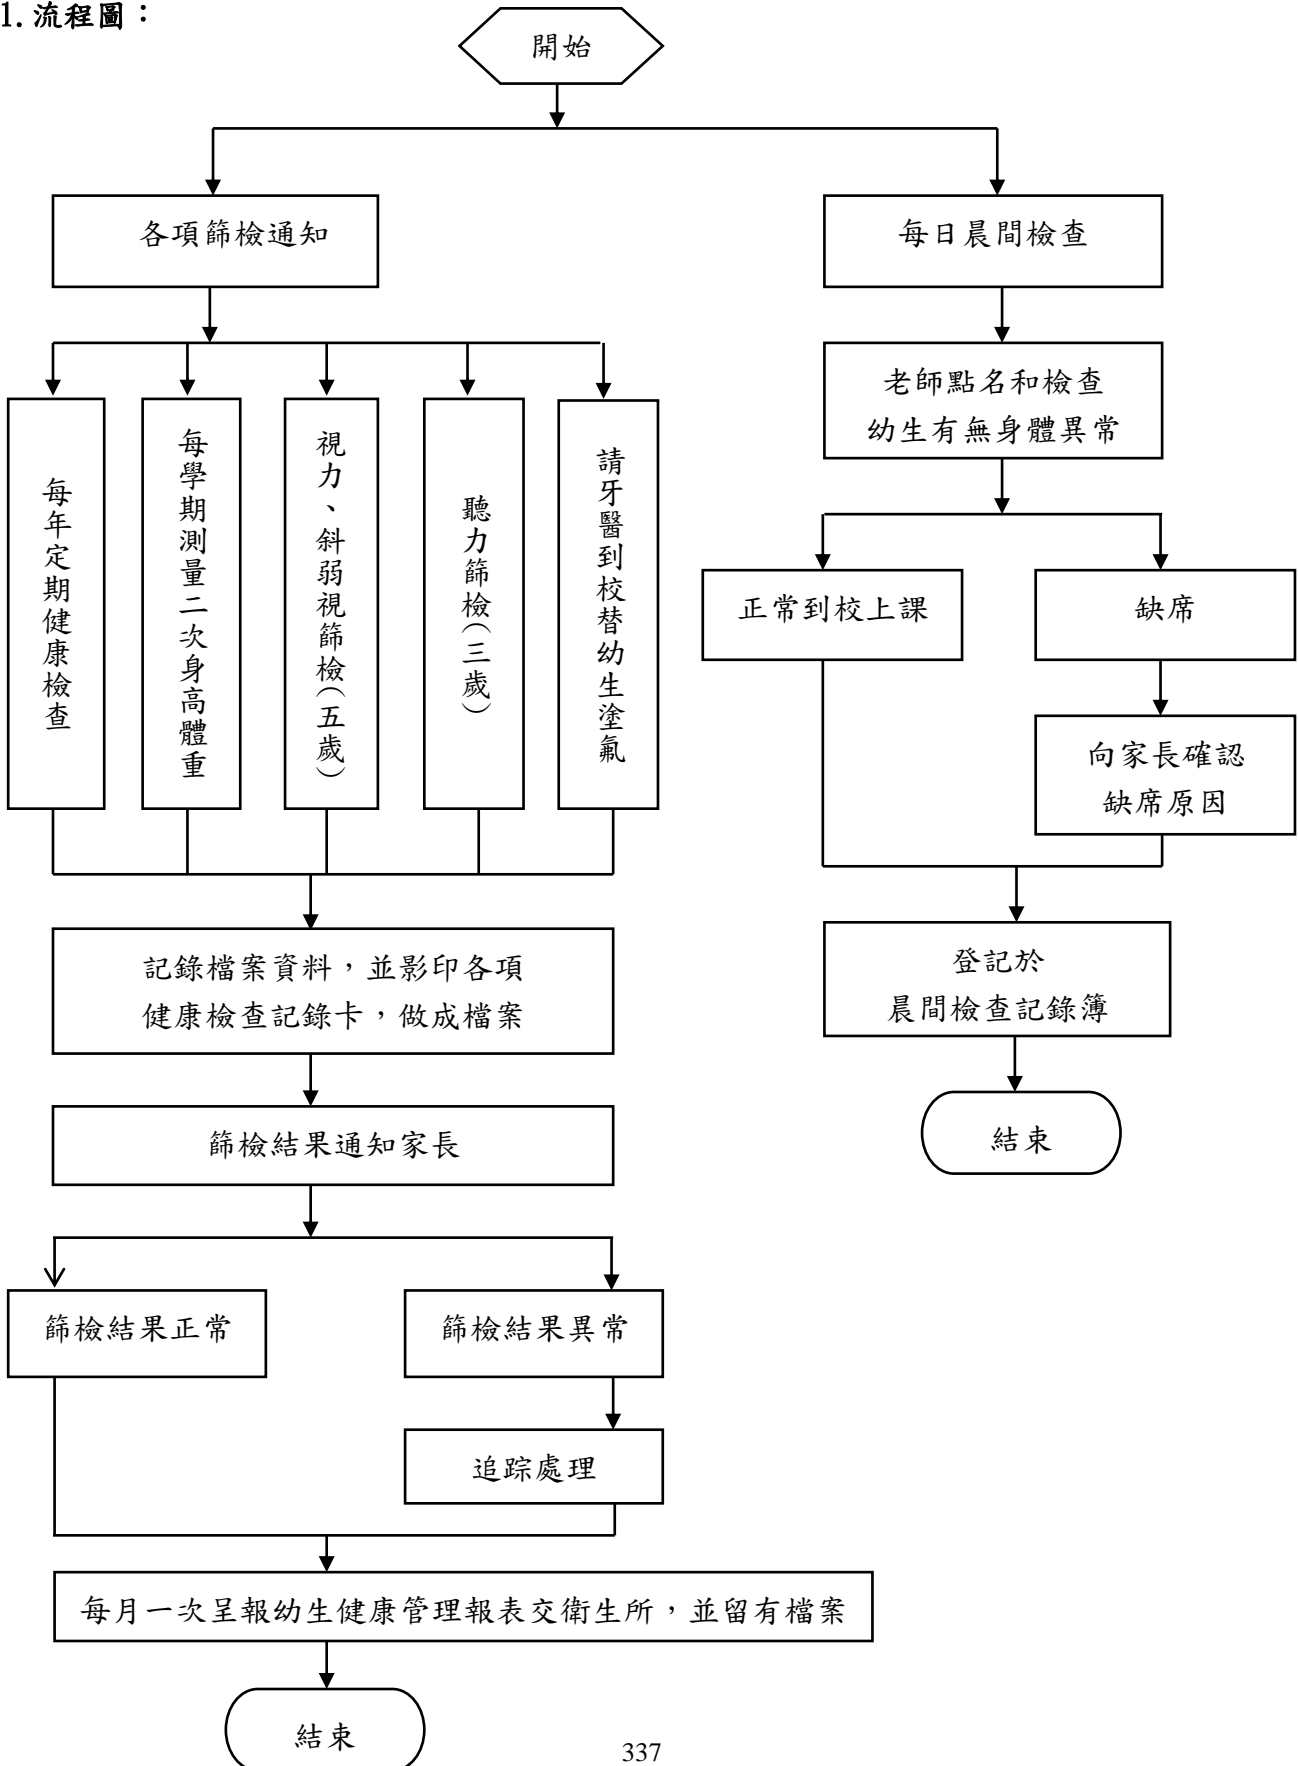 1.流程圖：
開始
各項篩檢通知
每日晨間檢查
老師點名和檢查
幼生有無身體異常
每年定期健康檢查
每學期測量二次身高體重
視力、斜弱視篩檢(五歲)
聽力篩檢(三歲)
請牙醫到校替幼生塗氟
正常到校上課
缺席
向家長確認
缺席原因
記錄檔案資料，並影印各項
健康檢查記錄卡，做成檔案
登記於
晨間檢查記錄簿
篩檢結果通知家長
結束
篩檢結果正常
篩檢結果異常
追踪處理
每月一次呈報幼生健康管理報表交衛生所，並留有檔案
結束
337